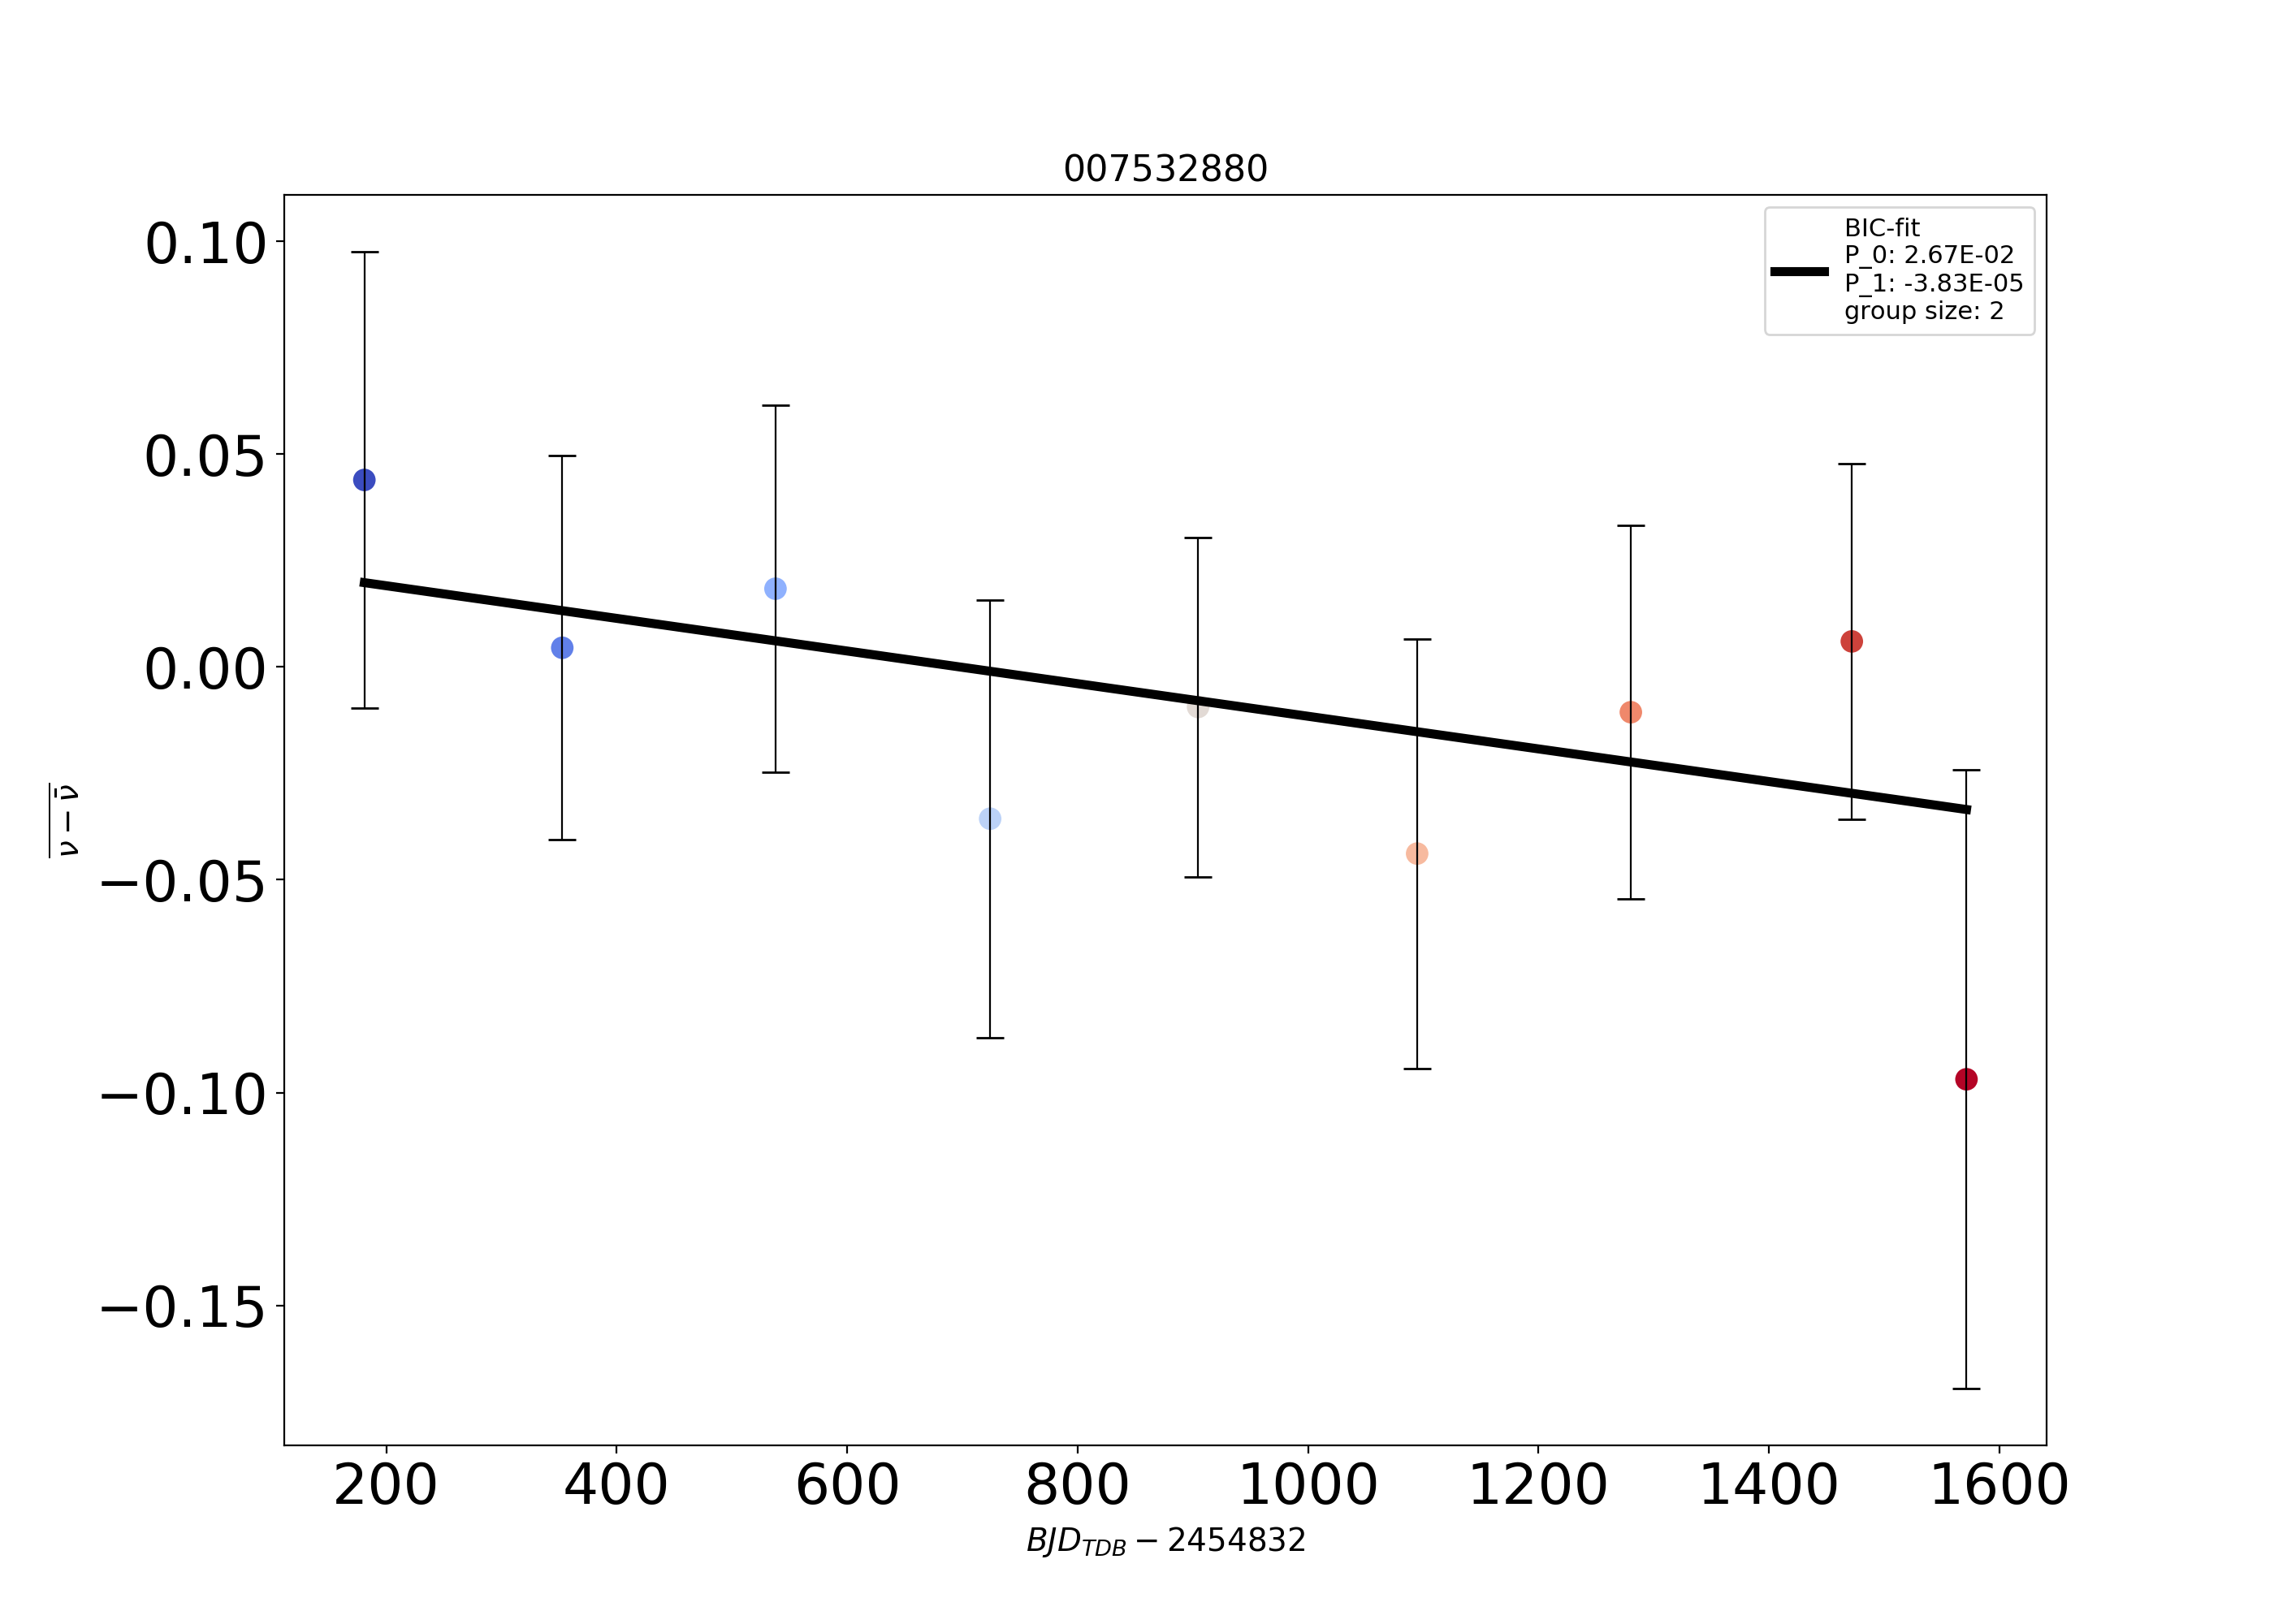 007532880
BIC-fit
P_0: 2.67E-02
P_1: -3.83E-05
group size: 2
0.10
0.05
0.00
−0.05
−0.10
−0.15
ν − ν̄
200 400 600 800 1000 1200 1400 1600
BJD_TDB − 2454832